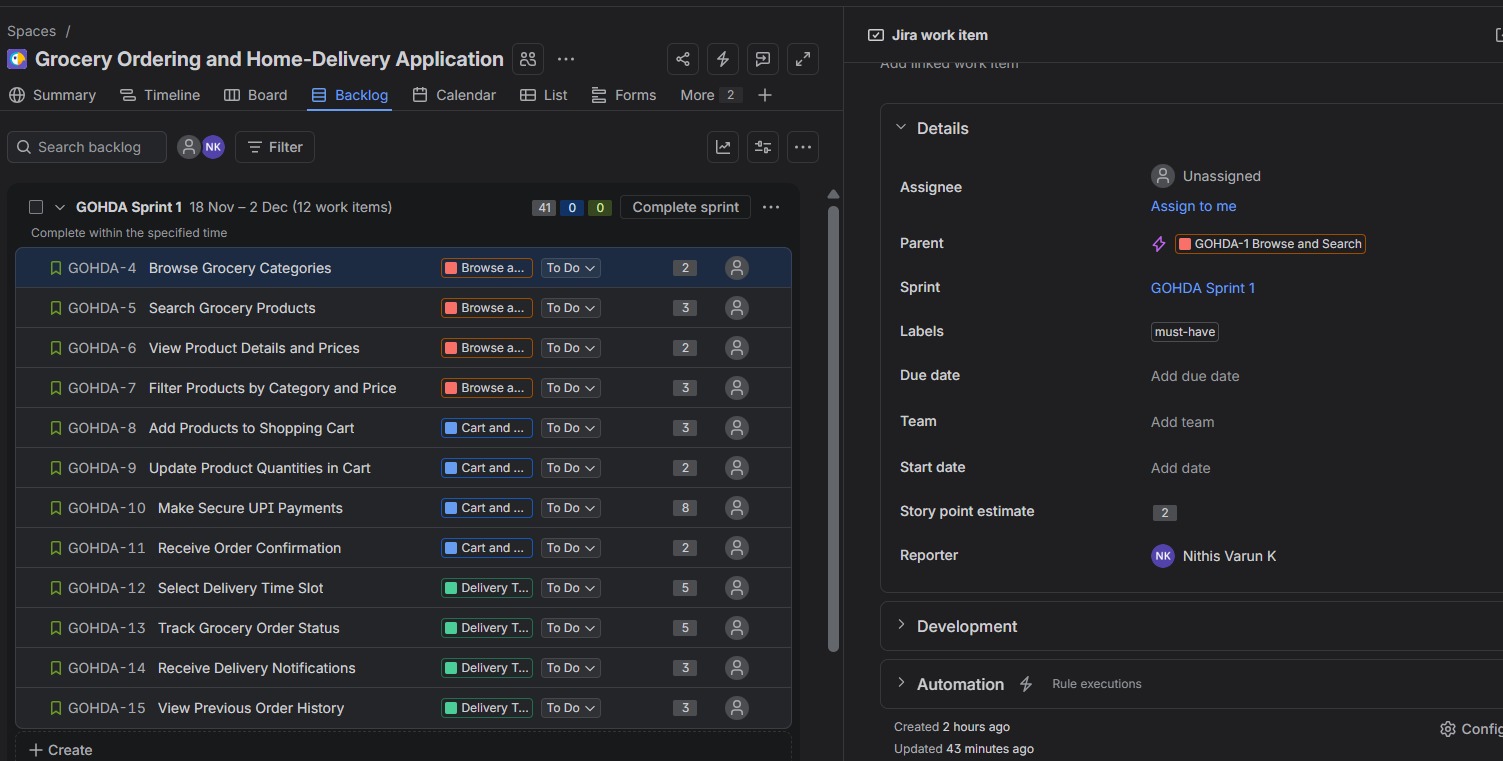 Spaces /
Grocery Ordering and Home-Delivery Application
Summary Timeline Board Backlog Calendar List Forms More 2
Search backlog NK Filter
GOHDA Sprint 1 18 Nov – 2 Dec (12 work items) 41 0 0 Complete sprint
Complete within the specified time
GOHDA-4 Browse Grocery Categories Browse a... To Do 2
GOHDA-5 Search Grocery Products Browse a... To Do 3
GOHDA-6 View Product Details and Prices Browse a... To Do 2
GOHDA-7 Filter Products by Category and Price Browse a... To Do 3
GOHDA-8 Add Products to Shopping Cart Cart and ... To Do 3
GOHDA-9 Update Product Quantities in Cart Cart and ... To Do 2
GOHDA-10 Make Secure UPI Payments Cart and ... To Do 8
GOHDA-11 Receive Order Confirmation Cart and ... To Do 2
GOHDA-12 Select Delivery Time Slot Delivery T... To Do 5
GOHDA-13 Track Grocery Order Status Delivery T... To Do 5
GOHDA-14 Receive Delivery Notifications Delivery T... To Do 3
GOHDA-15 View Previous Order History Delivery T... To Do 3
Create
Jira work item
Add linked work item
Details
Assignee Unassigned
Assign to me
Parent GOHDA-1 Browse and Search
Sprint GOHDA Sprint 1
Labels must-have
Due date Add due date
Team Add team
Start date Add date
Story point estimate 2
Reporter NK Nithis Varun K
Development
Automation Rule executions
Created 2 hours ago
Config
Updated 43 minutes ago